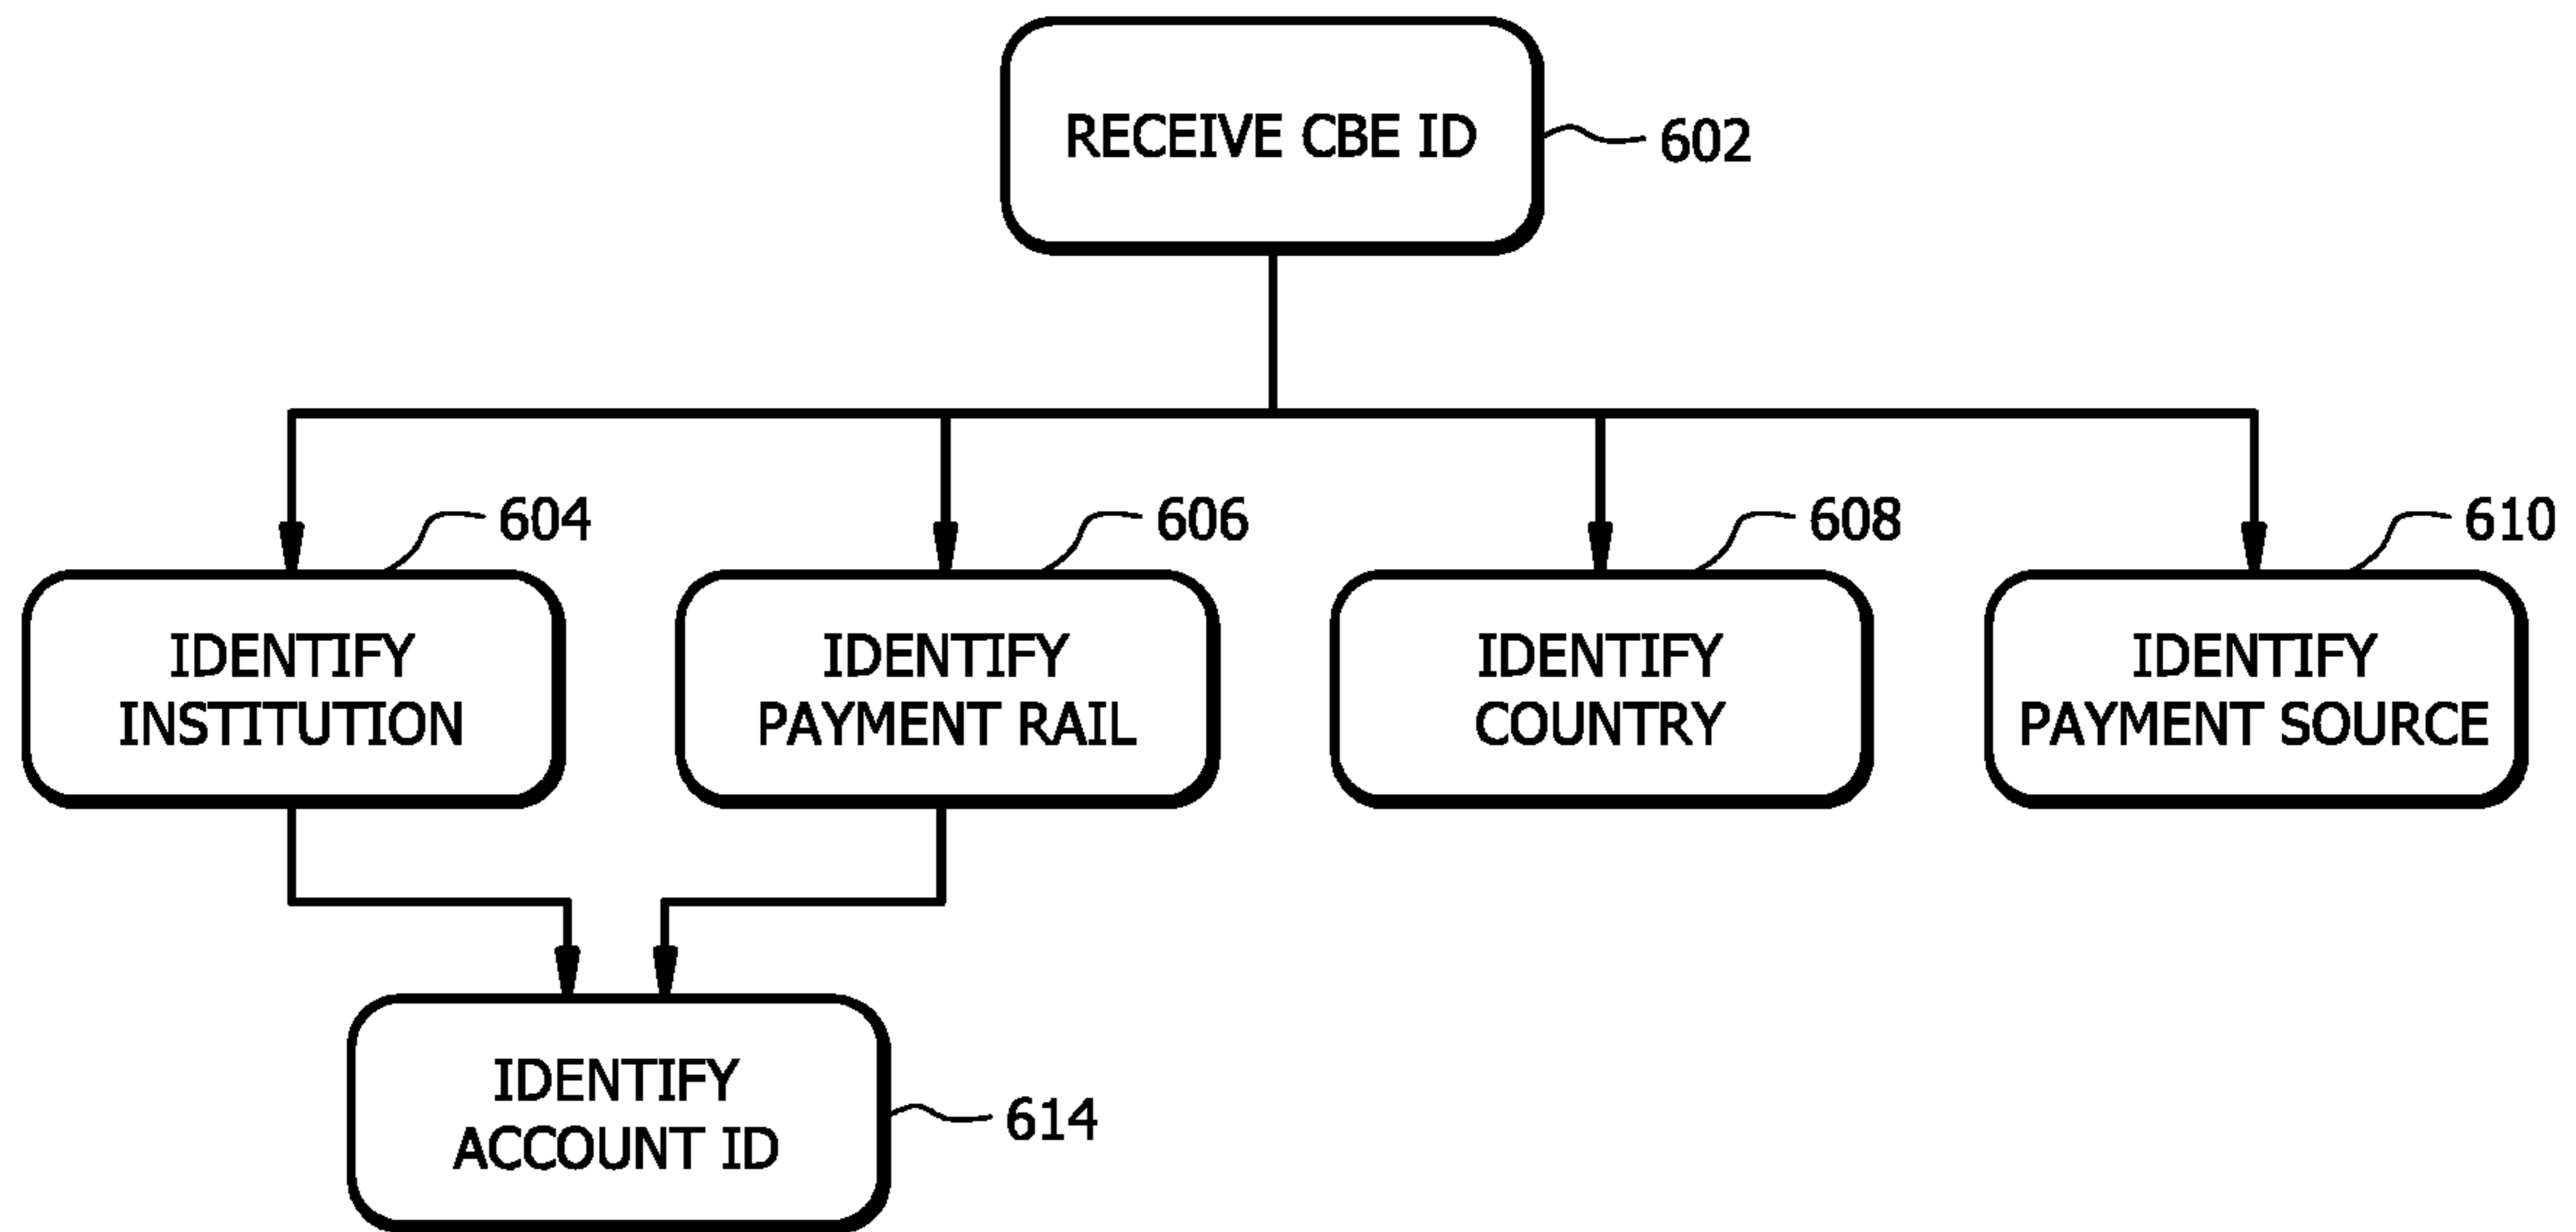 RECEIVE CBE ID
602
604
606
608
610
IDENTIFY
INSTITUTION
IDENTIFY
PAYMENT RAIL
IDENTIFY
COUNTRY
IDENTIFY
PAYMENT SOURCE
IDENTIFY
ACCOUNT ID
614